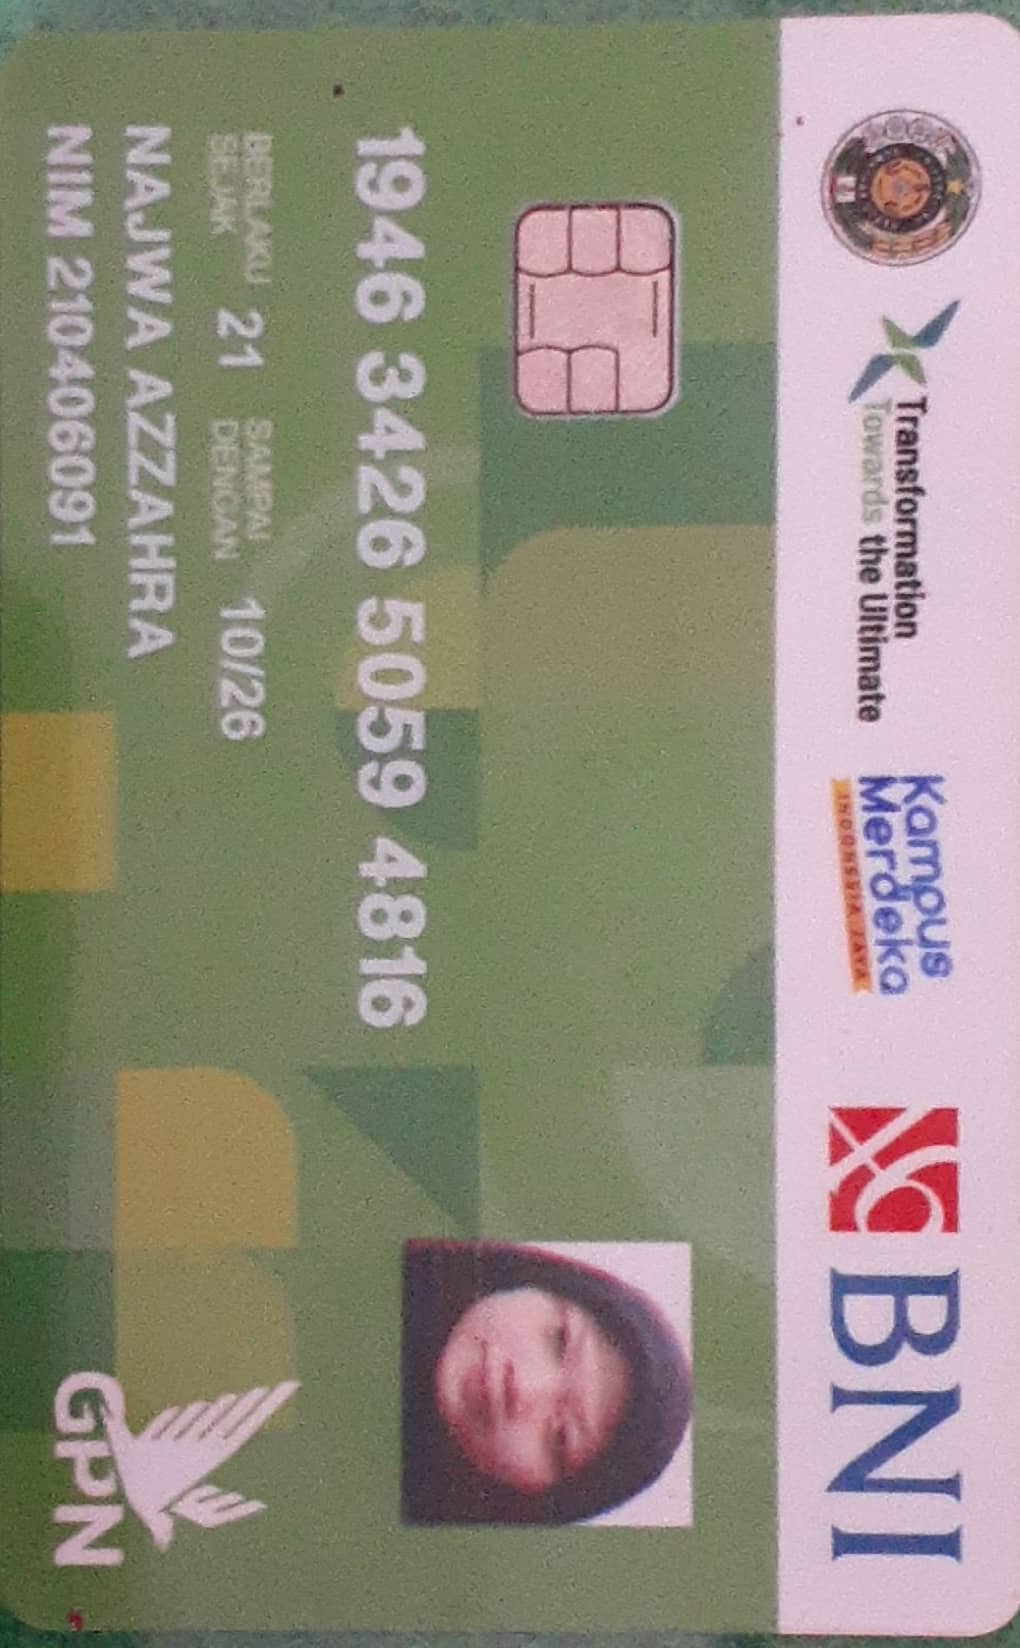 Transformation
Towards the Ultimate
Kampus
Merdeka
INDONESIA JAYA
BNI
1946 3426 5059 4816
BERLAKU
SEJAK 21 SAMPAI
DENGAN 10/26
NAJWA AZZAHRA
NIM 210406091
GPN